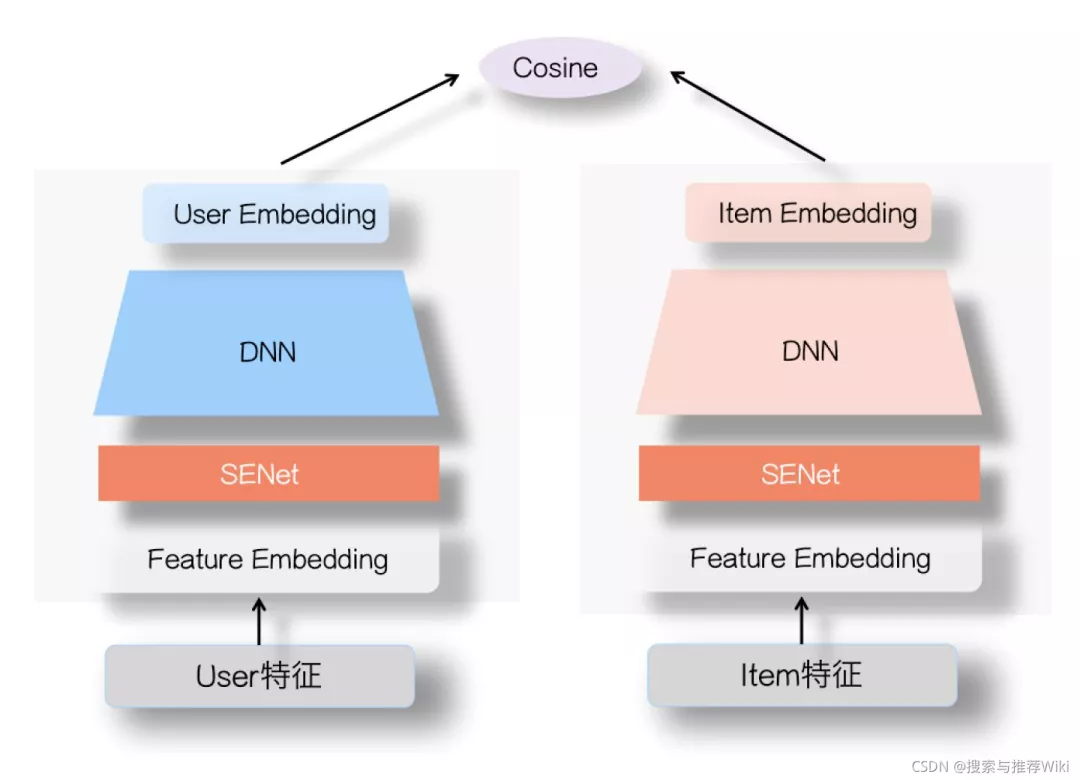 Cosine
User Embedding
Item Embedding
DNN
DNN
SENet
SENet
Feature Embedding
Feature Embedding
User特征
Item特征
CSDN @搜索与推荐Wiki